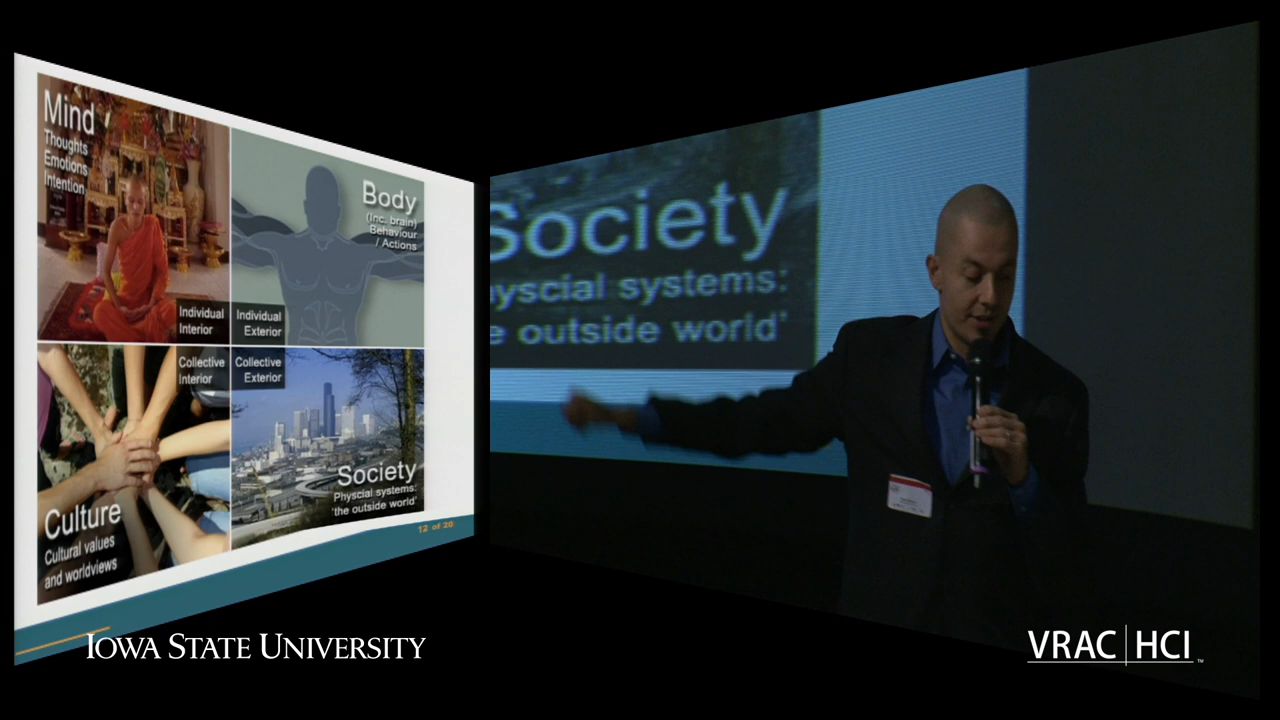 Mind
Thoughts
Emotions
Intention
Body
(Inc. brain)
Behaviour
/ Actions
Individual
Interior
Individual
Exterior
Collective
Interior
Collective
Exterior
Culture
Cultural values
and worldviews
Society
Physcial systems:
'the outside world'
12 of 20
Society
yscial systems:
e outside world'
IOWA STATE UNIVERSITY
VRAC|HCI™